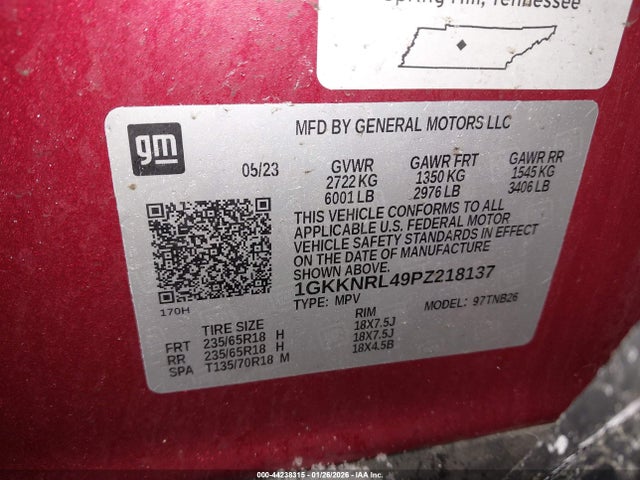 Spring Hill, Tennessee
gm
MFD BY GENERAL MOTORS LLC
05/23
GVWR
2722 KG
6001 LB
GAWR FRT
1350 KG
2976 LB
GAWR RR
1545 KG
3406 LB
THIS VEHICLE CONFORMS TO ALL
APPLICABLE U.S. FEDERAL MOTOR
VEHICLE SAFETY STANDARDS IN EFFECT
ON THE DATE OF MANUFACTURE
SHOWN ABOVE.
1GKKNRL49PZ218137
TYPE: MPV
MODEL: 97TNB26
170H
TIRE SIZE
RIM
FRT 235/65R18 H 18X7.5J
RR 235/65R18 H 18X7.5J
SPA T135/70R18 M 18X4.5B
000-44238315 - 01/26/2026 - IAA Inc.